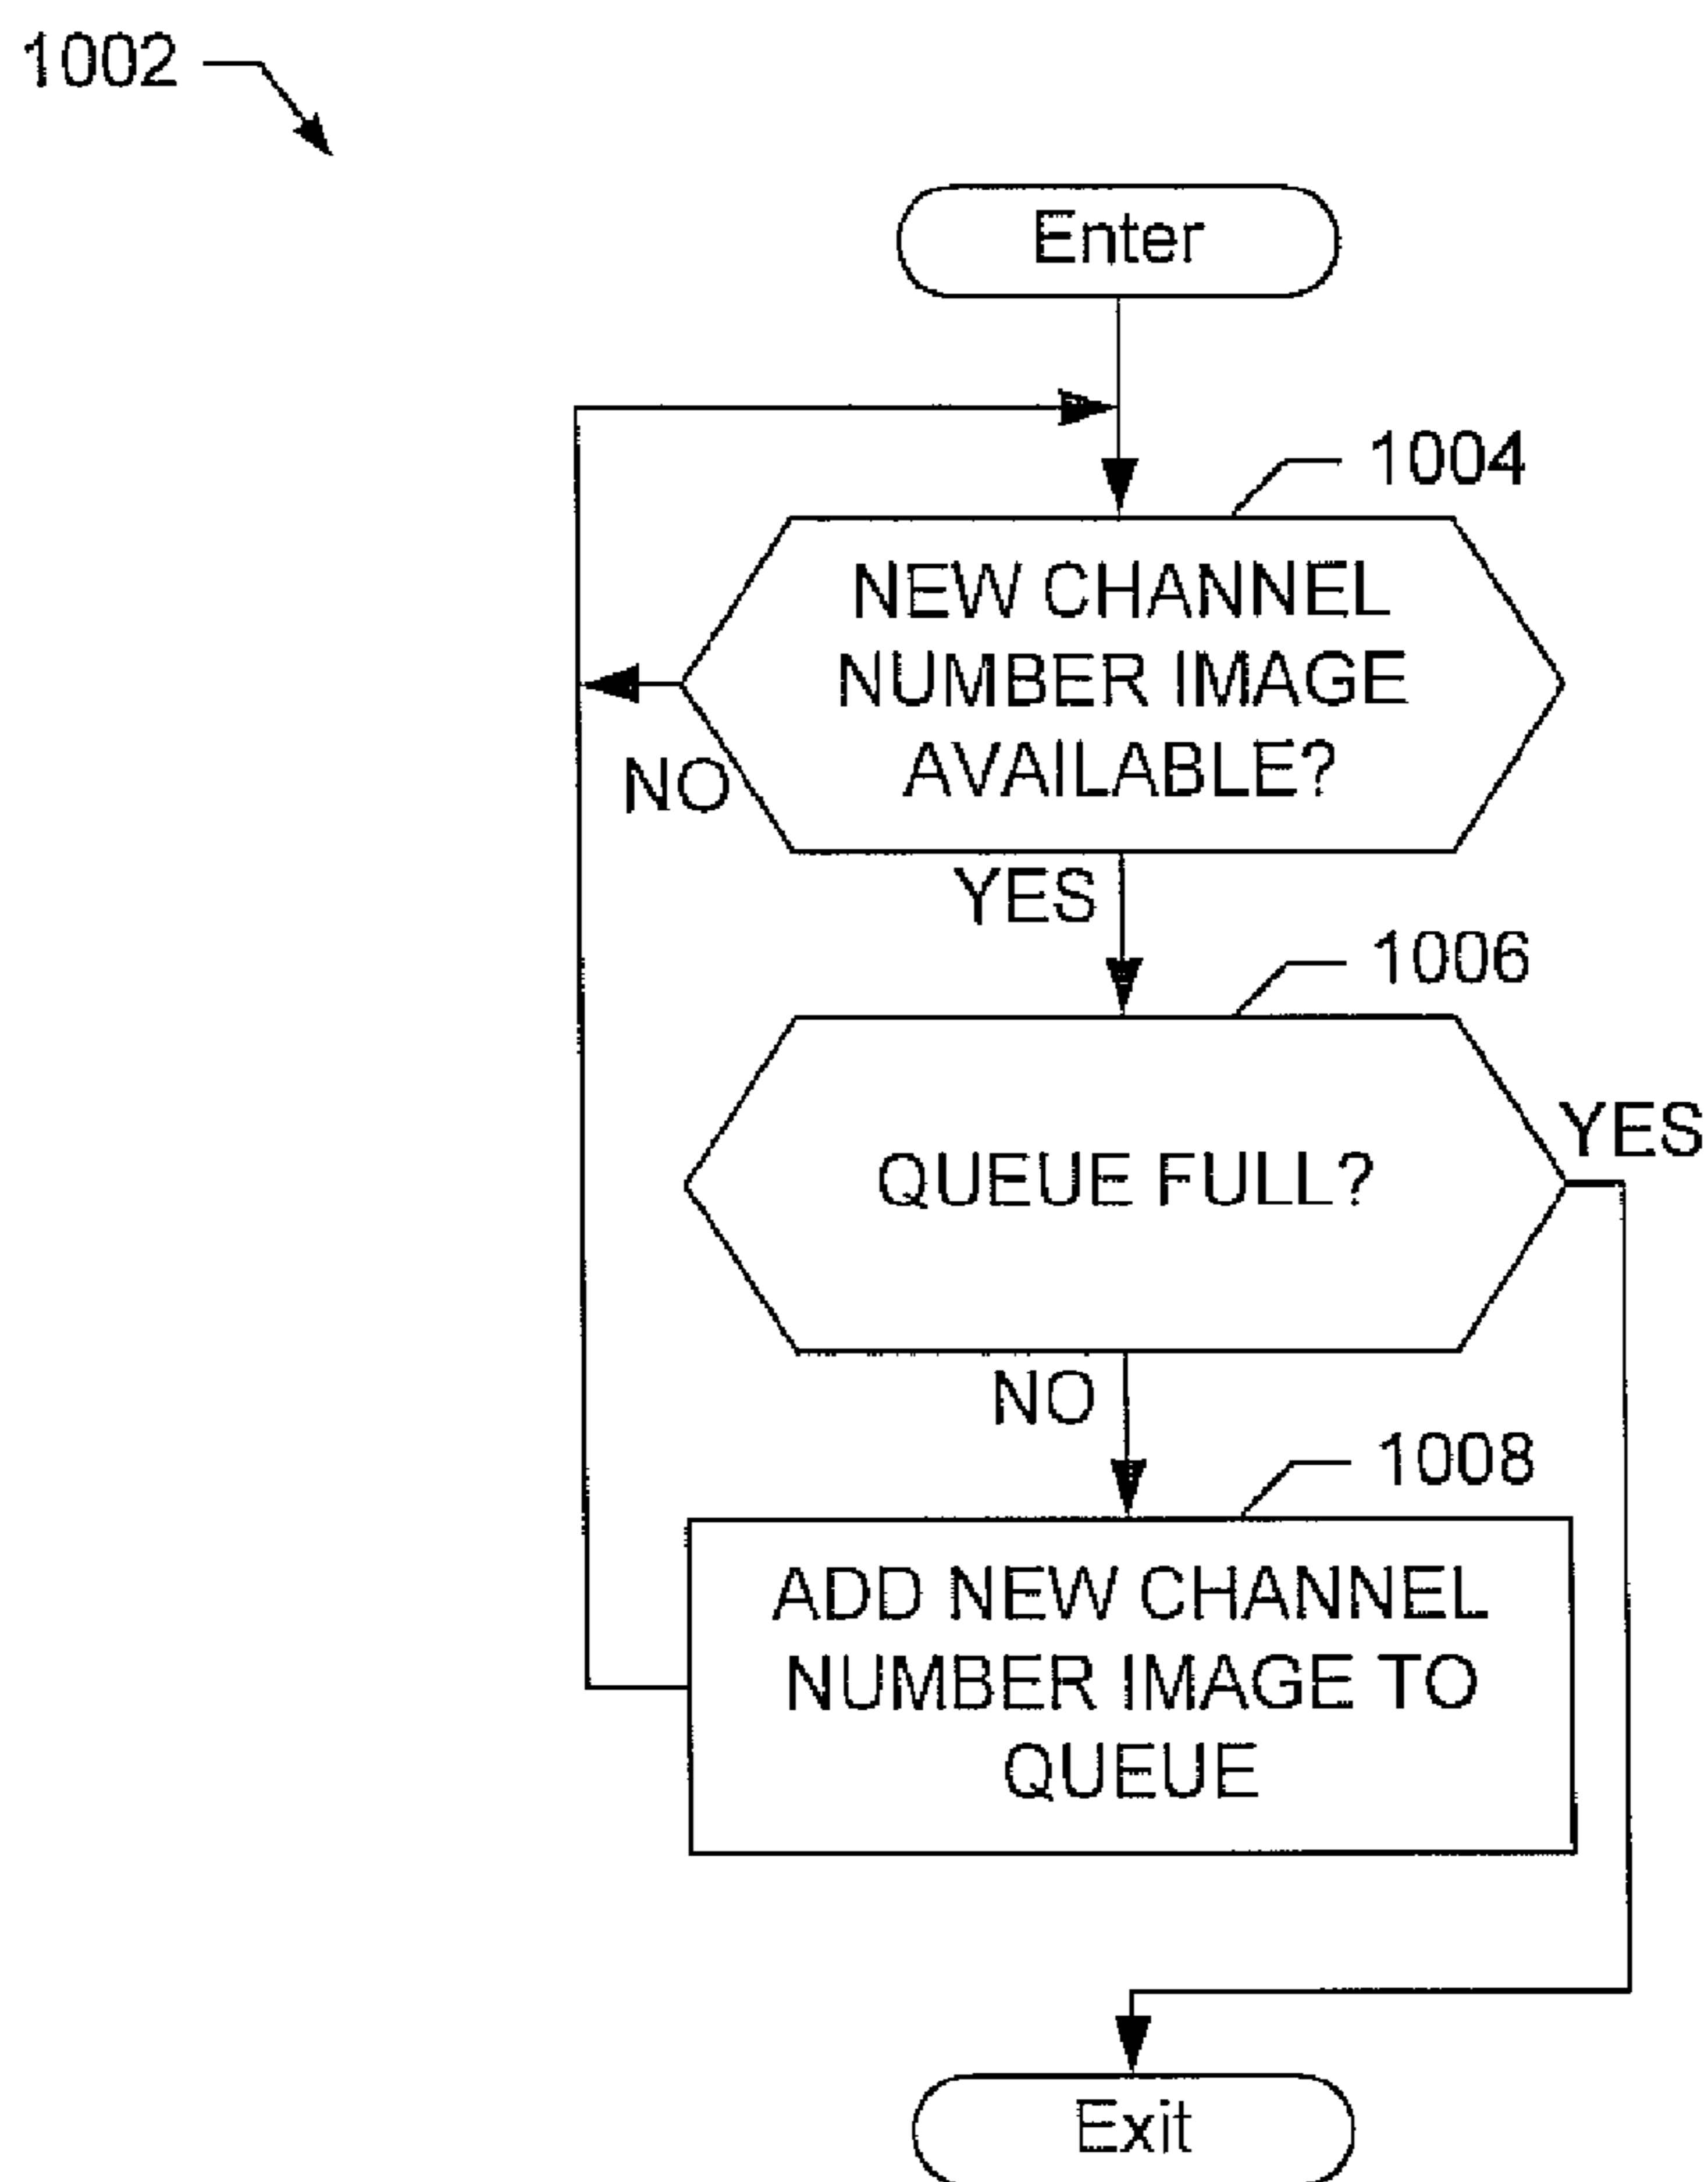 1002
Enter
1004
NEW CHANNEL
NUMBER IMAGE
AVAILABLE?
NO
YES
1006
YES
QUEUE FULL?
NO
1008
ADD NEW CHANNEL
NUMBER IMAGE TO
QUEUE
Exit